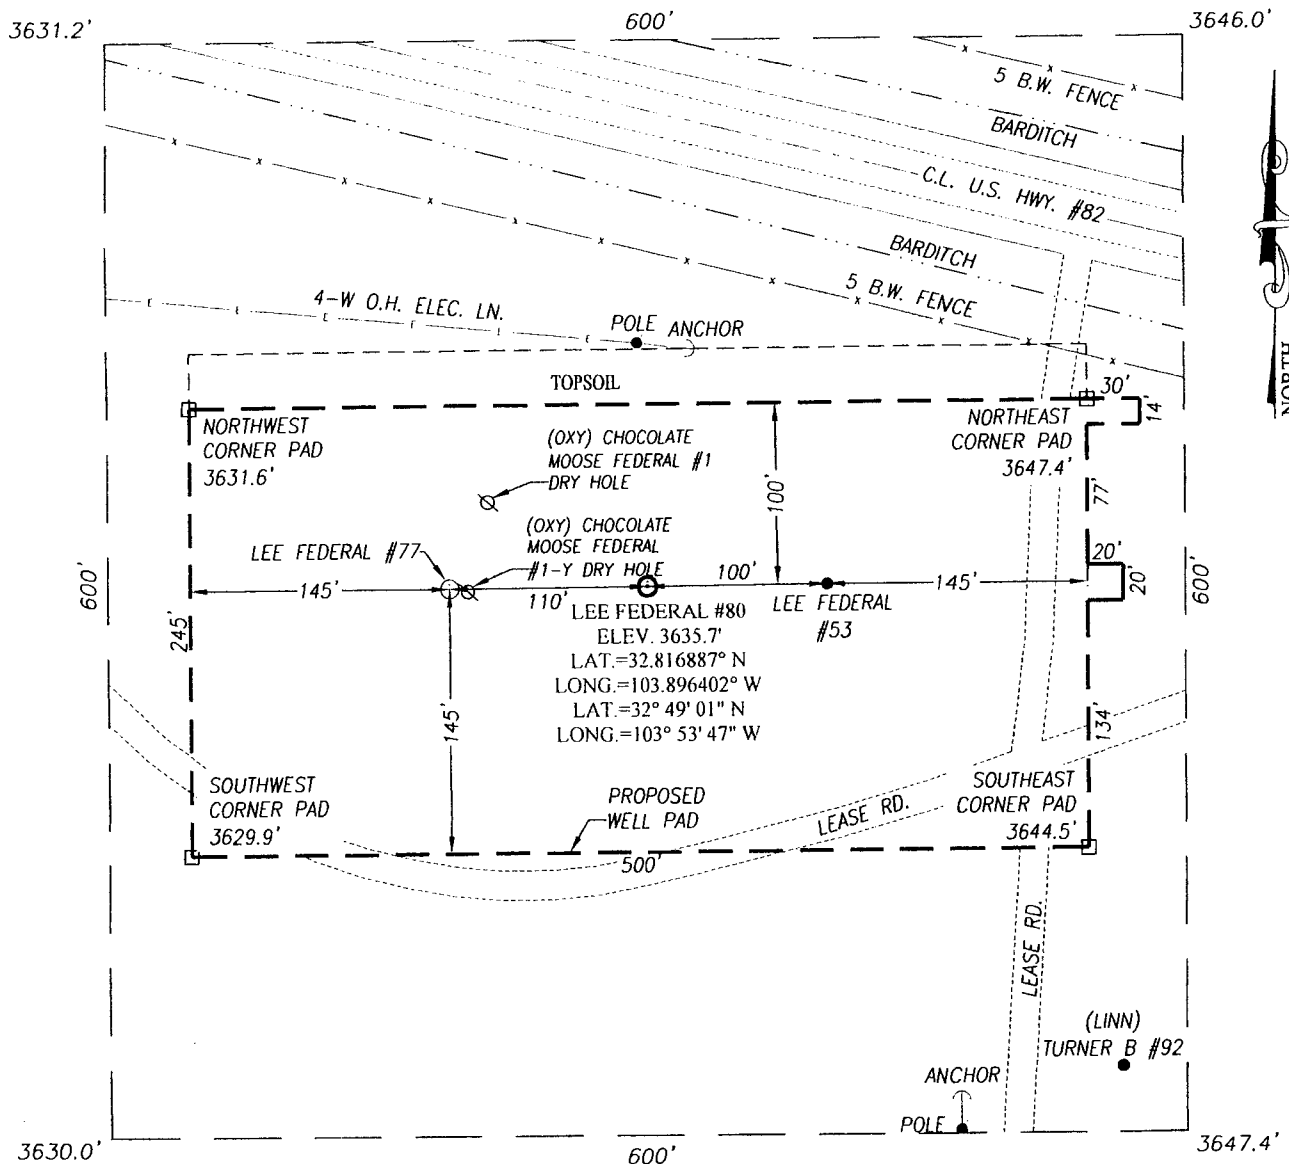 3631.2'
600'
3646.0'
5 B.W. FENCE
BARDITCH
C.L. U.S. HWY. #82
BARDITCH
5 B.W. FENCE
4-W O.H. ELEC. LN.
POLE
ANCHOR
NORTH
TOPSOIL
30'
14'
NORTHWEST
CORNER PAD
3631.6'
(OXY) CHOCOLATE
MOOSE FEDERAL #1
DRY HOLE
100'
NORTHEAST
CORNER PAD
3647.4'
77'
(OXY) CHOCOLATE
MOOSE FEDERAL
#1-Y DRY HOLE
LEE FEDERAL #77
600'
145'
110'
100'
145'
20'
20'
600'
245'
LEE FEDERAL
#53
LEE FEDERAL #80
ELEV. 3635.7'
LAT.=32.816887° N
LONG.=103.896402° W
LAT.=32° 49' 01" N
LONG.=103° 53' 47" W
145'
134'
SOUTHWEST
CORNER PAD
3629.9'
PROPOSED
WELL PAD
LEASE RD.
SOUTHEAST
CORNER PAD
3644.5'
500'
LEASE RD.
(LINN)
TURNER B #92
ANCHOR
POLE
3630.0'
600'
3647.4'